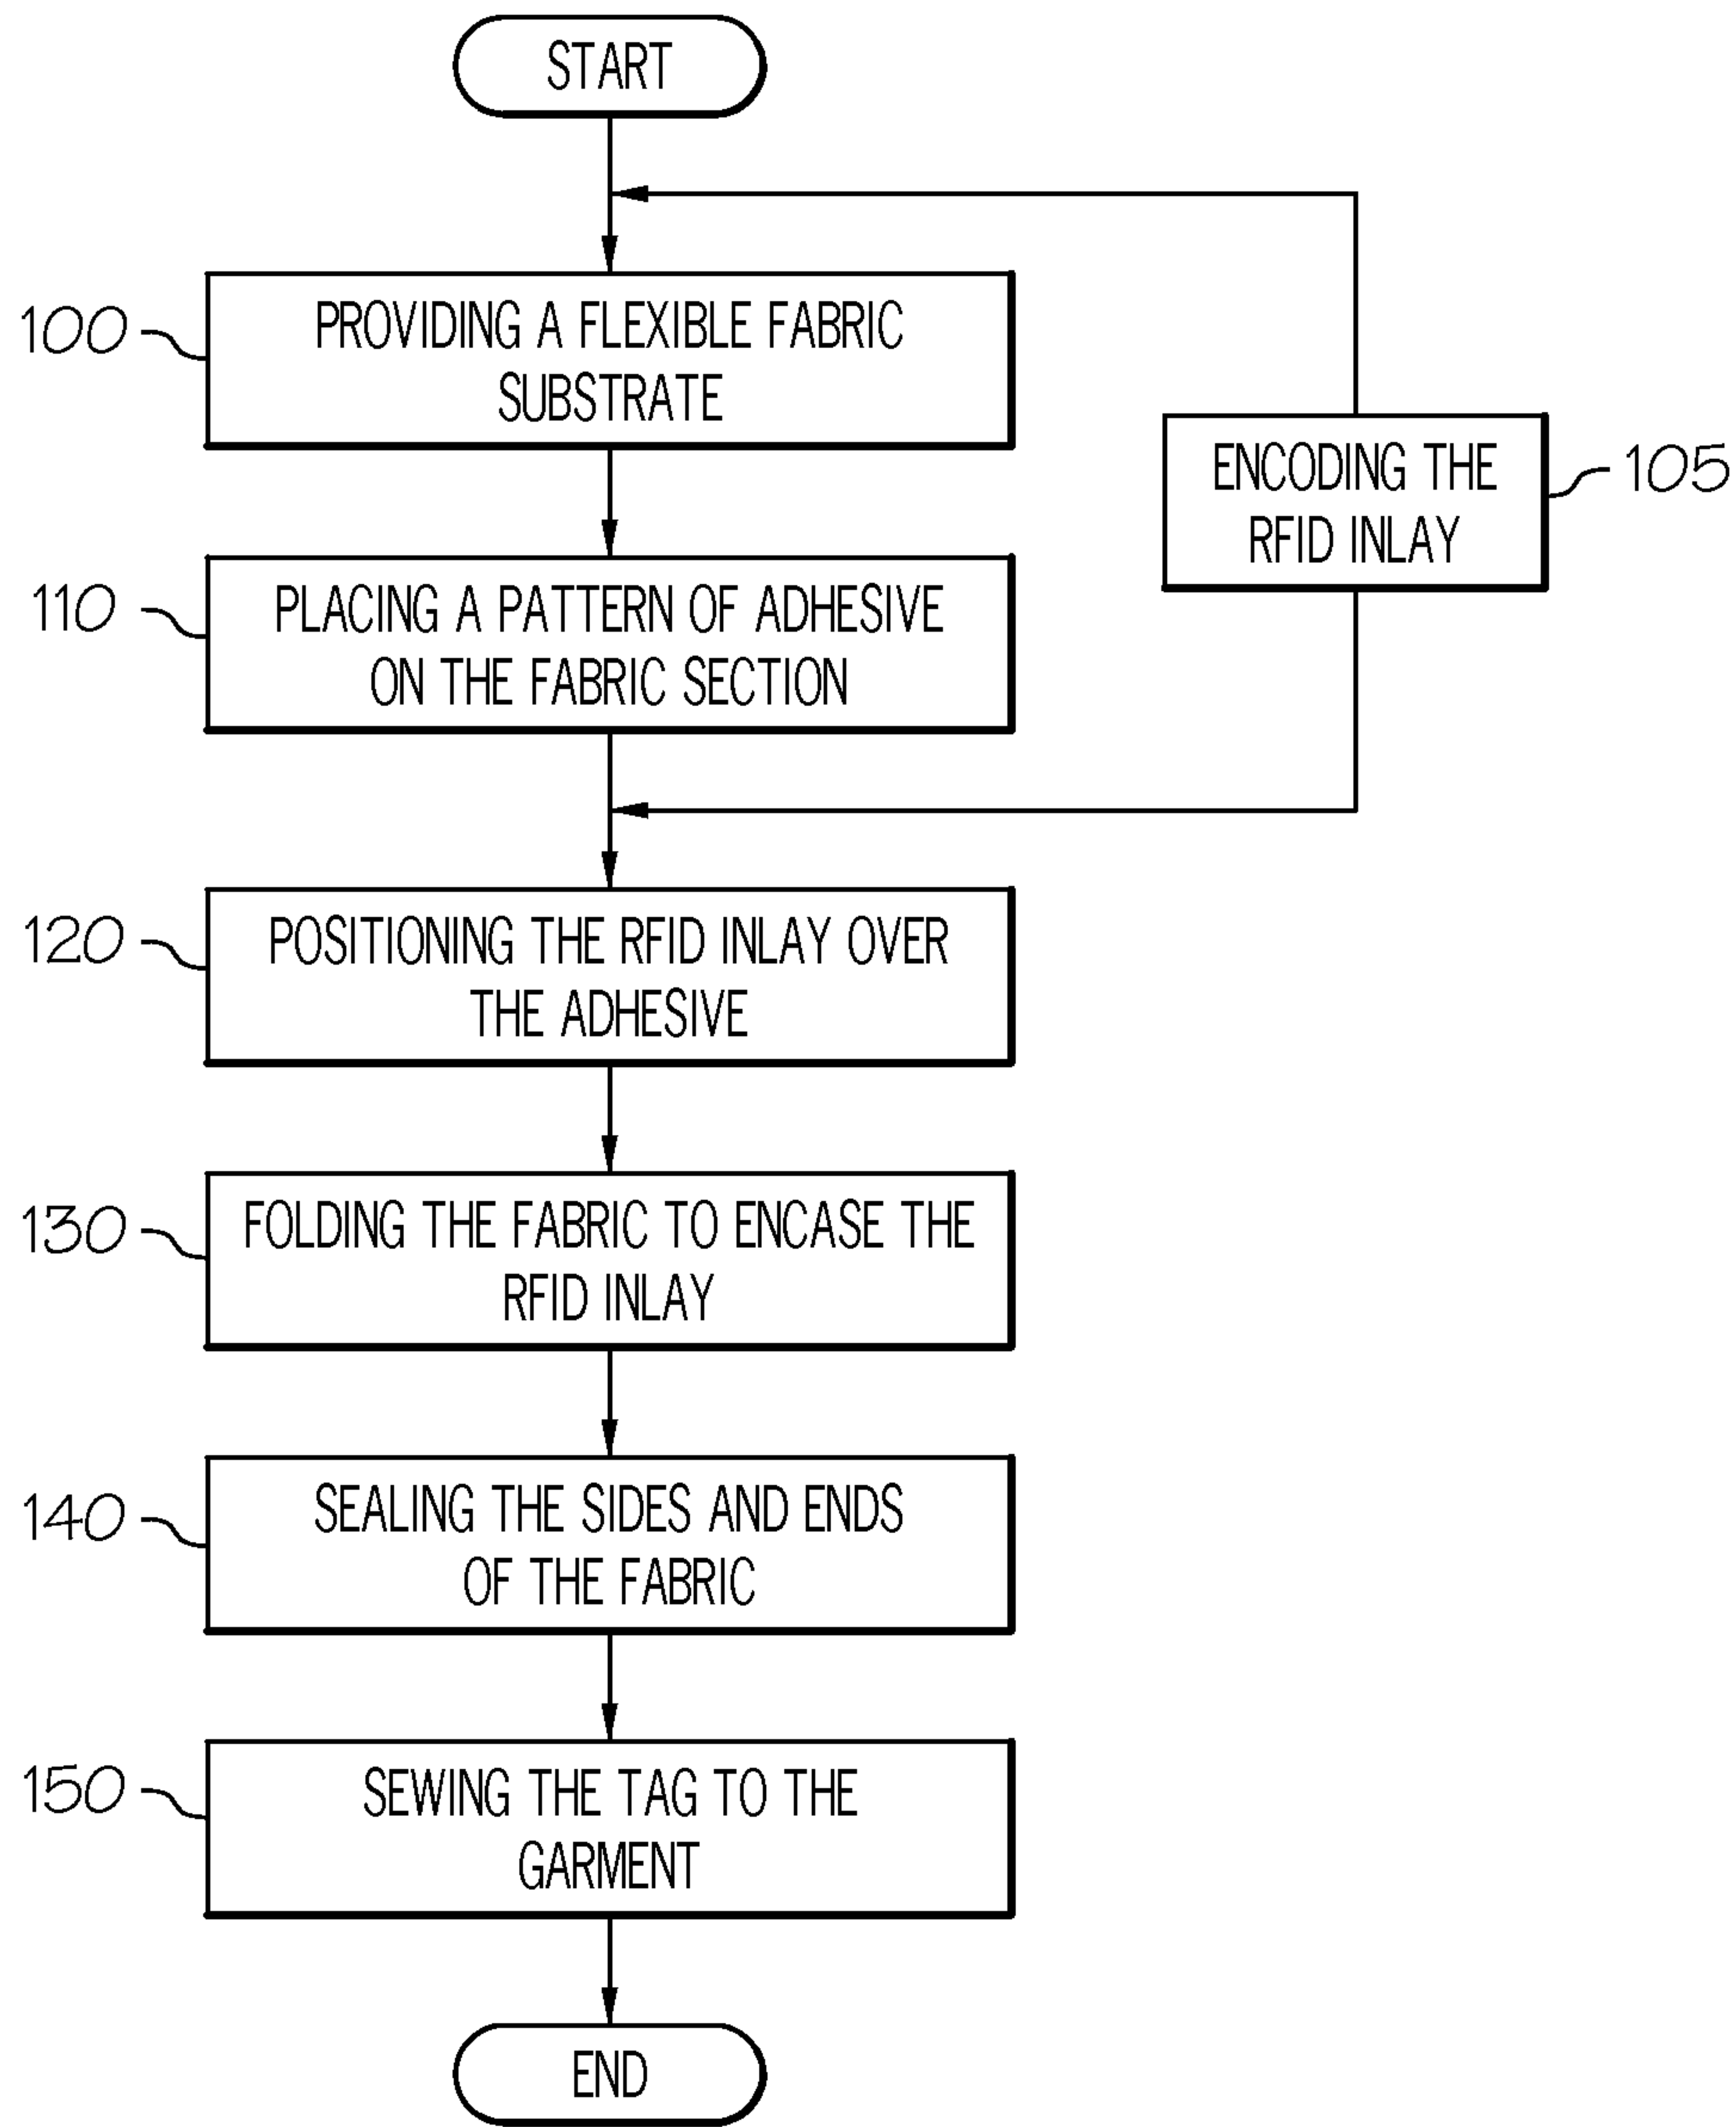 START
100
PROVIDING A FLEXIBLE FABRIC
SUBSTRATE
ENCODING THE
RFID INLAY
105
110
PLACING A PATTERN OF ADHESIVE
ON THE FABRIC SECTION
120
POSITIONING THE RFID INLAY OVER
THE ADHESIVE
130
FOLDING THE FABRIC TO ENCASE THE
RFID INLAY
140
SEALING THE SIDES AND ENDS
OF THE FABRIC
150
SEWING THE TAG TO THE
GARMENT
END